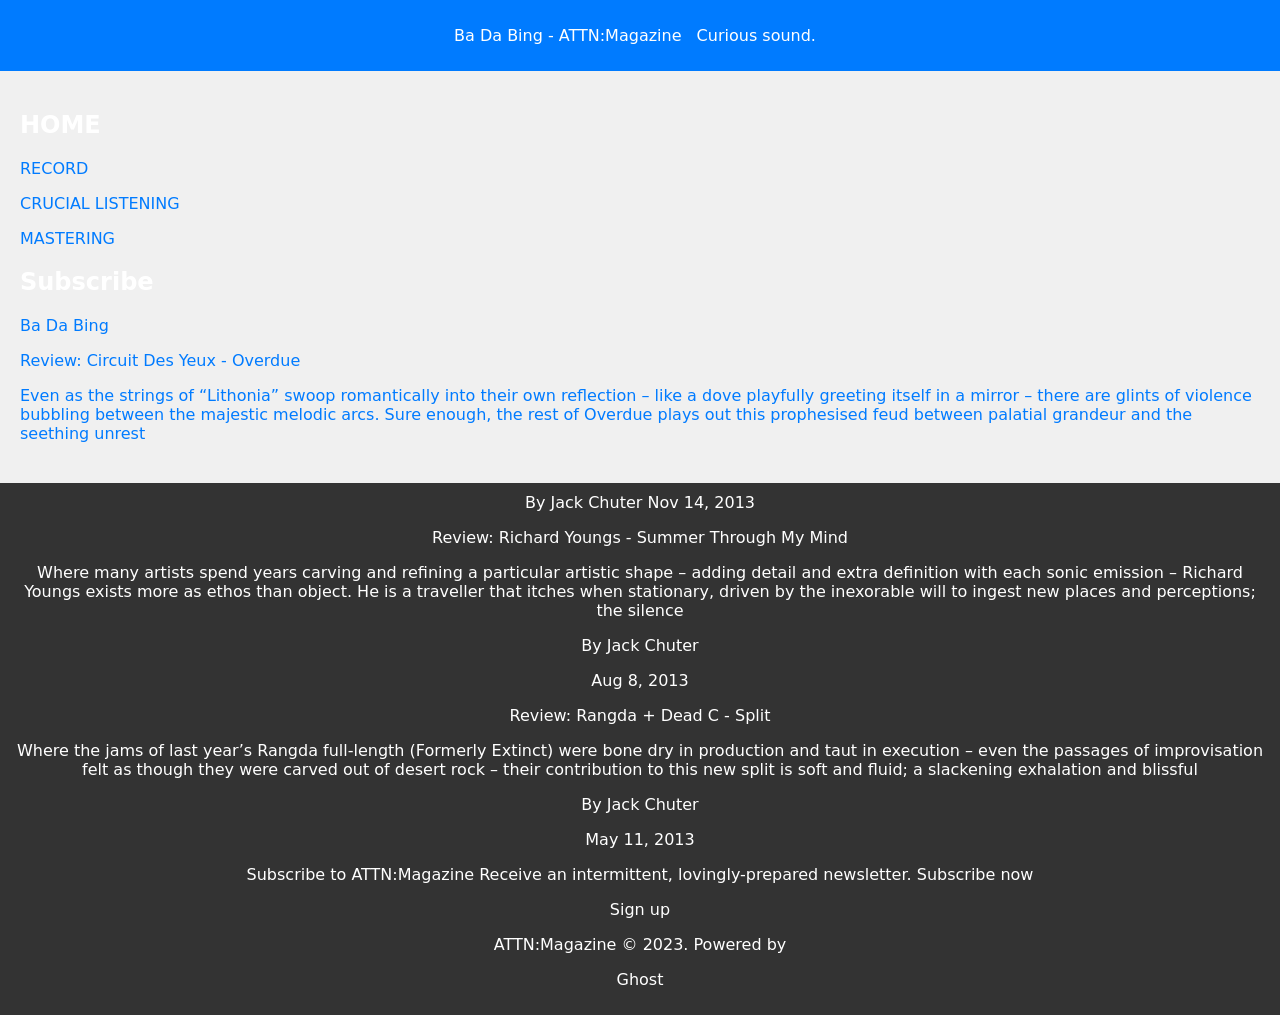 Ba Da Bing - ATTN:Magazine Curious sound.
HOME
RECORD
CRUCIAL LISTENING
MASTERING
Subscribe
Ba Da Bing
Review: Circuit Des Yeux - Overdue
Even as the strings of “Lithonia” swoop romantically into their own reflection – like a dove playfully greeting itself in a mirror – there are glints of violence
bubbling between the majestic melodic arcs. Sure enough, the rest of Overdue plays out this prophesised feud between palatial grandeur and the
seething unrest
By Jack Chuter Nov 14, 2013
Review: Richard Youngs - Summer Through My Mind
Where many artists spend years carving and refining a particular artistic shape – adding detail and extra definition with each sonic emission – Richard
Youngs exists more as ethos than object. He is a traveller that itches when stationary, driven by the inexorable will to ingest new places and perceptions;
the silence
By Jack Chuter
Aug 8, 2013
Review: Rangda + Dead C - Split
Where the jams of last year’s Rangda full-length (Formerly Extinct) were bone dry in production and taut in execution – even the passages of improvisation
felt as though they were carved out of desert rock – their contribution to this new split is soft and fluid; a slackening exhalation and blissful
By Jack Chuter
May 11, 2013
Subscribe to ATTN:Magazine Receive an intermittent, lovingly-prepared newsletter. Subscribe now
Sign up
ATTN:Magazine © 2023. Powered by
Ghost